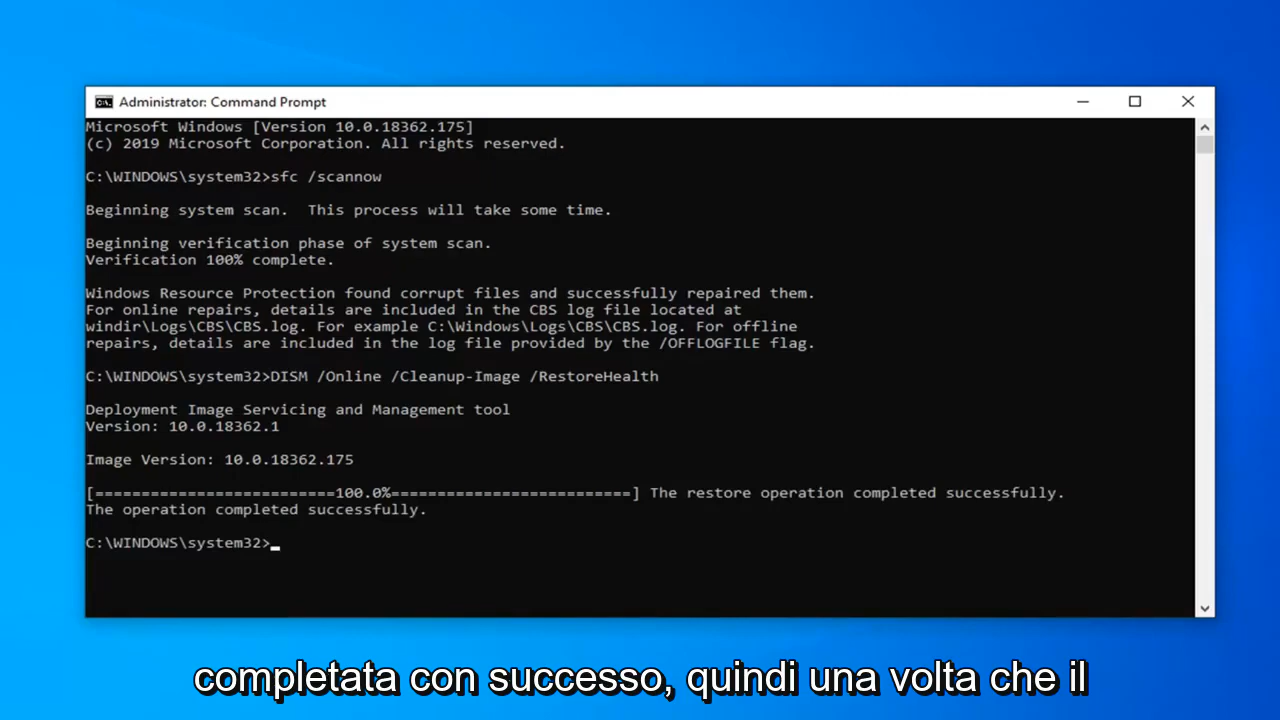 Administrator: Command Prompt
Microsoft Windows [Version 10.0.18362.175]
(c) 2019 Microsoft Corporation. All rights reserved.
C:\WINDOWS\system32>sfc /scannow
Beginning system scan.  This process will take some time.
Beginning verification phase of system scan.
Verification 100% complete.
Windows Resource Protection found corrupt files and successfully repaired them.
For online repairs, details are included in the CBS log file located at
windir\Logs\CBS\CBS.log. For example C:\Windows\Logs\CBS\CBS.log. For offline
repairs, details are included in the log file provided by the /OFFLOGFILE flag.
C:\WINDOWS\system32>DISM /Online /Cleanup-Image /RestoreHealth
Deployment Image Servicing and Management tool
Version: 10.0.18362.1
Image Version: 10.0.18362.175
[==========================100.0%==========================] The restore operation completed successfully.
The operation completed successfully.
C:\WINDOWS\system32>
completata con successo, quindi una volta che il